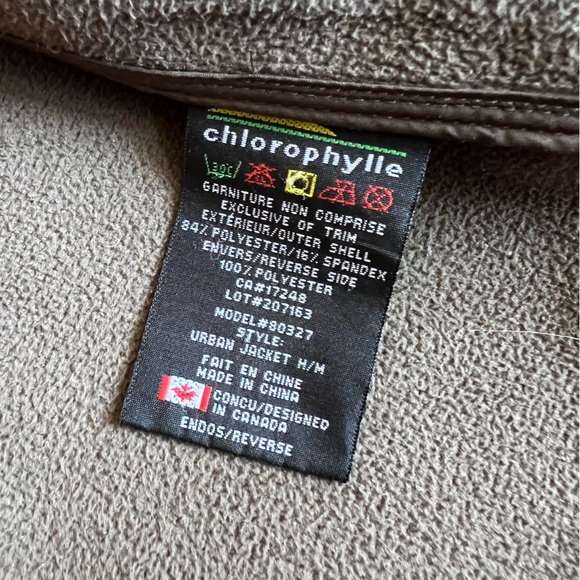 chlorophylle
30C
GARNITURE NON COMPRISE
EXCLUSIVE OF TRIM
EXTÉRIEUR/OUTER SHELL
84% POLYESTER/16% SPANDEX
ENVERS/REVERSE SIDE
100% POLYESTER
CA#17248
LOT#207163
MODEL#80327
STYLE:
URBAN JACKET H/M
FAIT EN CHINE
MADE IN CHINA
CONCU/DESIGNED
IN CANADA
ENDOS/REVERSE